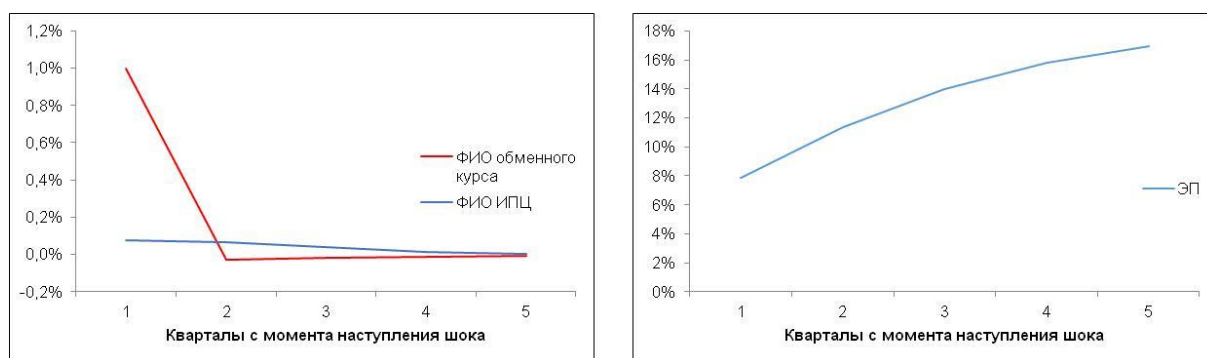 1,2%
1,0%
0,8%
0,6%
0,4%
0,2%
0,0%
-0,2%
1 2 3 4 5
Кварталы с момента наступления шока
ФИО обменного
курса
ФИО ИПЦ
18%
16%
14%
12%
10%
8%
6%
4%
2%
0%
1 2 3 4 5
Кварталы с момента наступления шока
ЭП